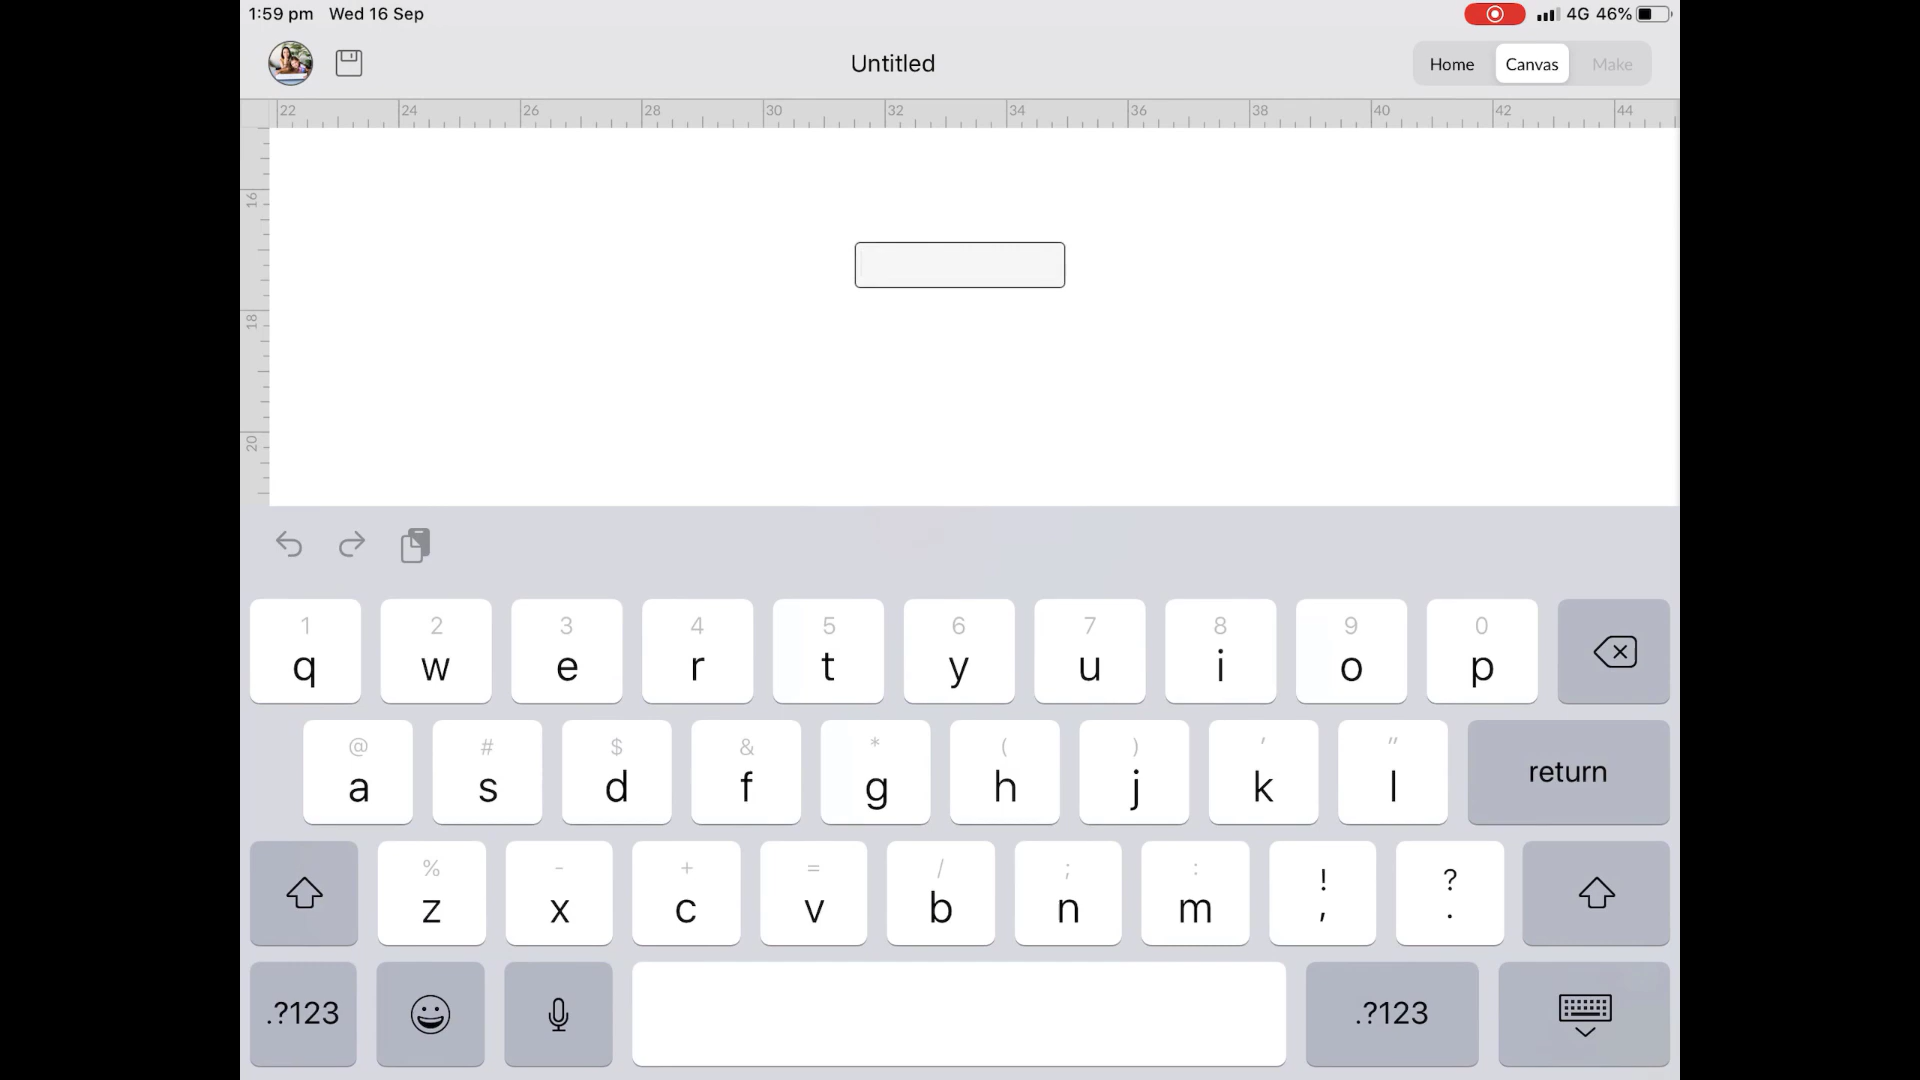 1:59 pm Wed 16 Sep 4G 46%
Untitled Home Canvas Make
22 24 26 28 30 32 34 36 38 40 42 44
16
18
20
1 2 3 4 5 6 7 8 9 0
q w e r t y u i o p
@ # $ & * ( ) ' "
a s d f g h j k l return
% - + = / ; : ! ?
z x c v b n m , .
.?123 .?123